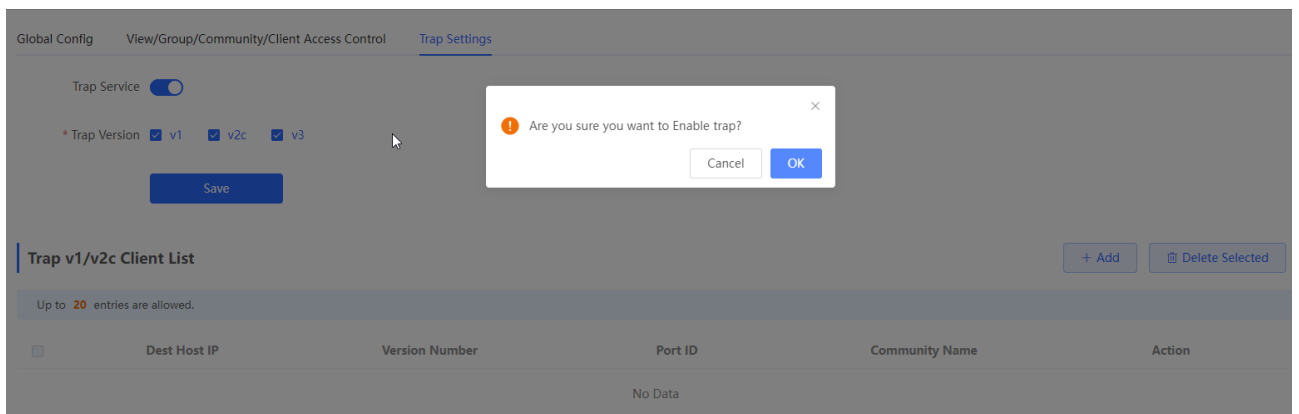 Global Config View/Group/Community/Client Access Control Trap Settings
Trap Service
Are you sure you want to Enable trap?
* Trap Version v1 v2c v3
Cancel OK
Save
Trap v1/v2c Client List + Add Delete Selected
Up to 20 entries are allowed.
Dest Host IP Version Number Port ID Community Name Action
No Data